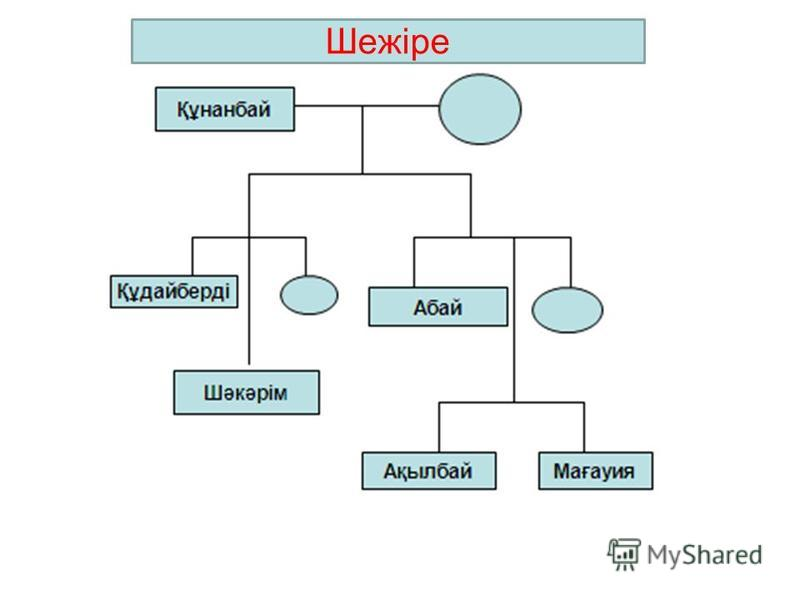 Шежіре
Құнанбай
Құдайберді
Абай
Шәкәрім
Ақылбай
Мағауия
MyShared